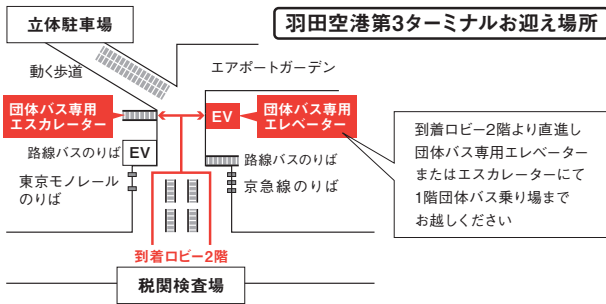 羽田空港第3ターミナルお迎え場所
立体駐車場
動く歩道
エアポートガーデン
団体バス専用
エスカレーター
EV
団体バス専用
エレベーター
路線バスのりば
EV
路線バスのりば
東京モノレール
のりば
京急線のりば
到着ロビー2階より直進し
団体バス専用エレベーター
またはエスカレーターにて
1階団体バス乗り場まで
お越しください
到着ロビー2階
税関検査場